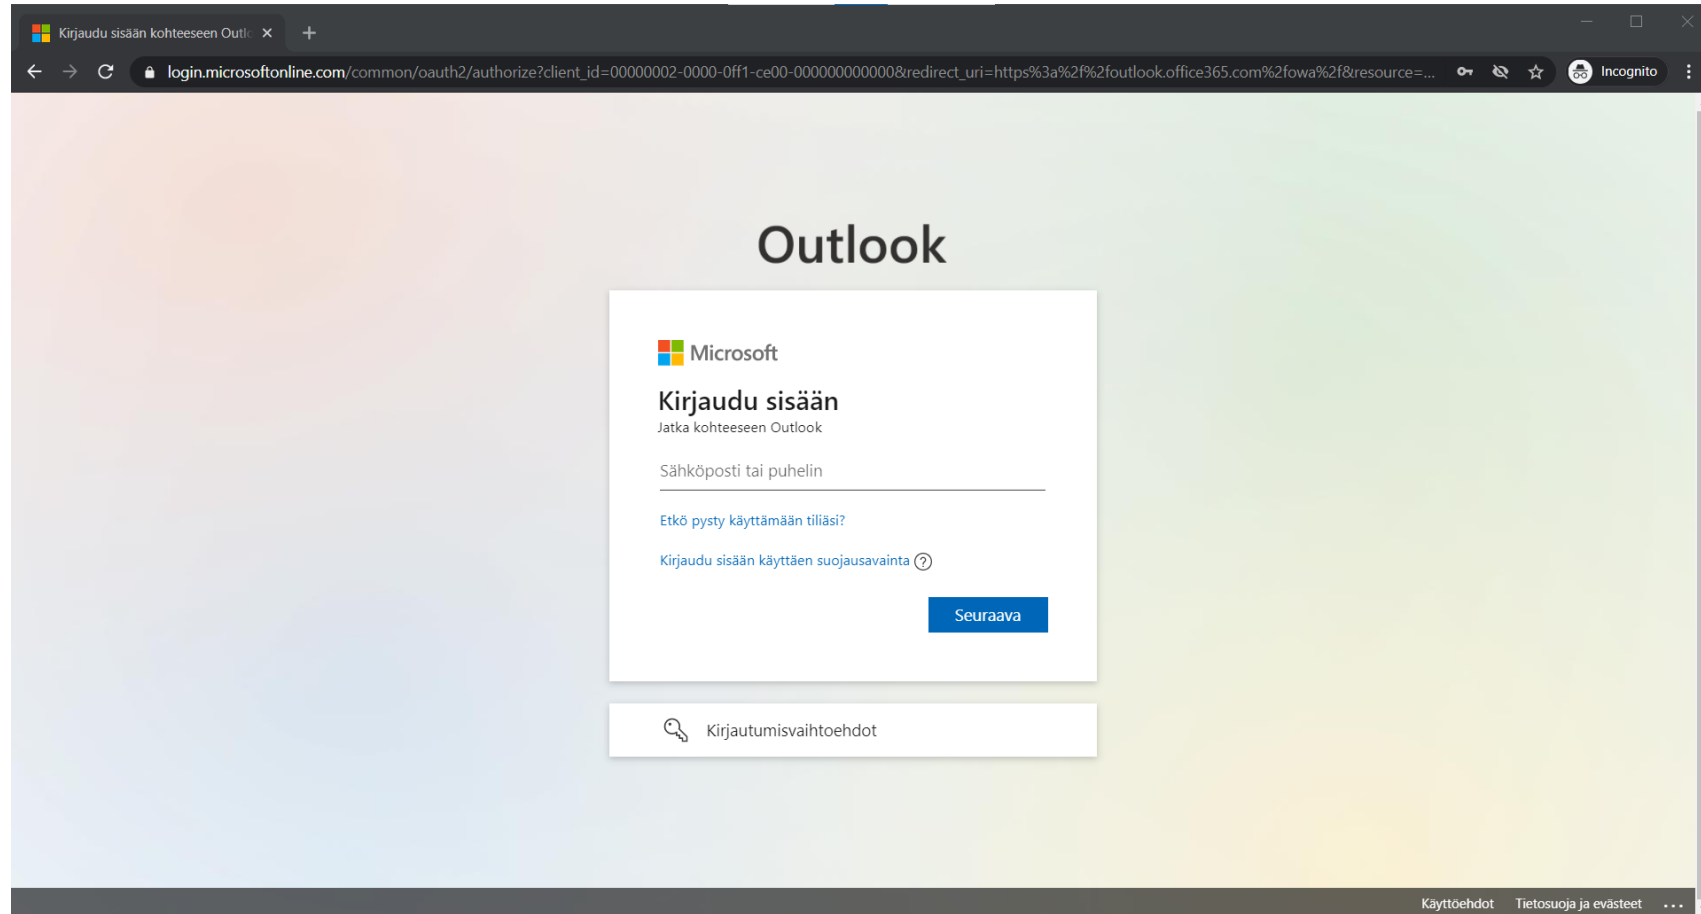 Kirjaudu sisään kohteeseen Outlo
login.microsoftonline.com/common/oauth2/authorize?client_id=00000002-0000-0ff1-ce00-000000000000&redirect_uri=https%3a%2f%2foutlook.office365.com%2fowa%2f&resource=...
Incognito
Outlook
Microsoft
Kirjaudu sisään
Jatka kohteeseen Outlook
Sähköposti tai puhelin
Etkö pysty käyttämään tiliäsi?
Kirjaudu sisään käyttäen suojausavainta ?
Seuraava
Kirjautumisvaihtoehdot
Käyttöehdot Tietosuoja ja evästeet ...